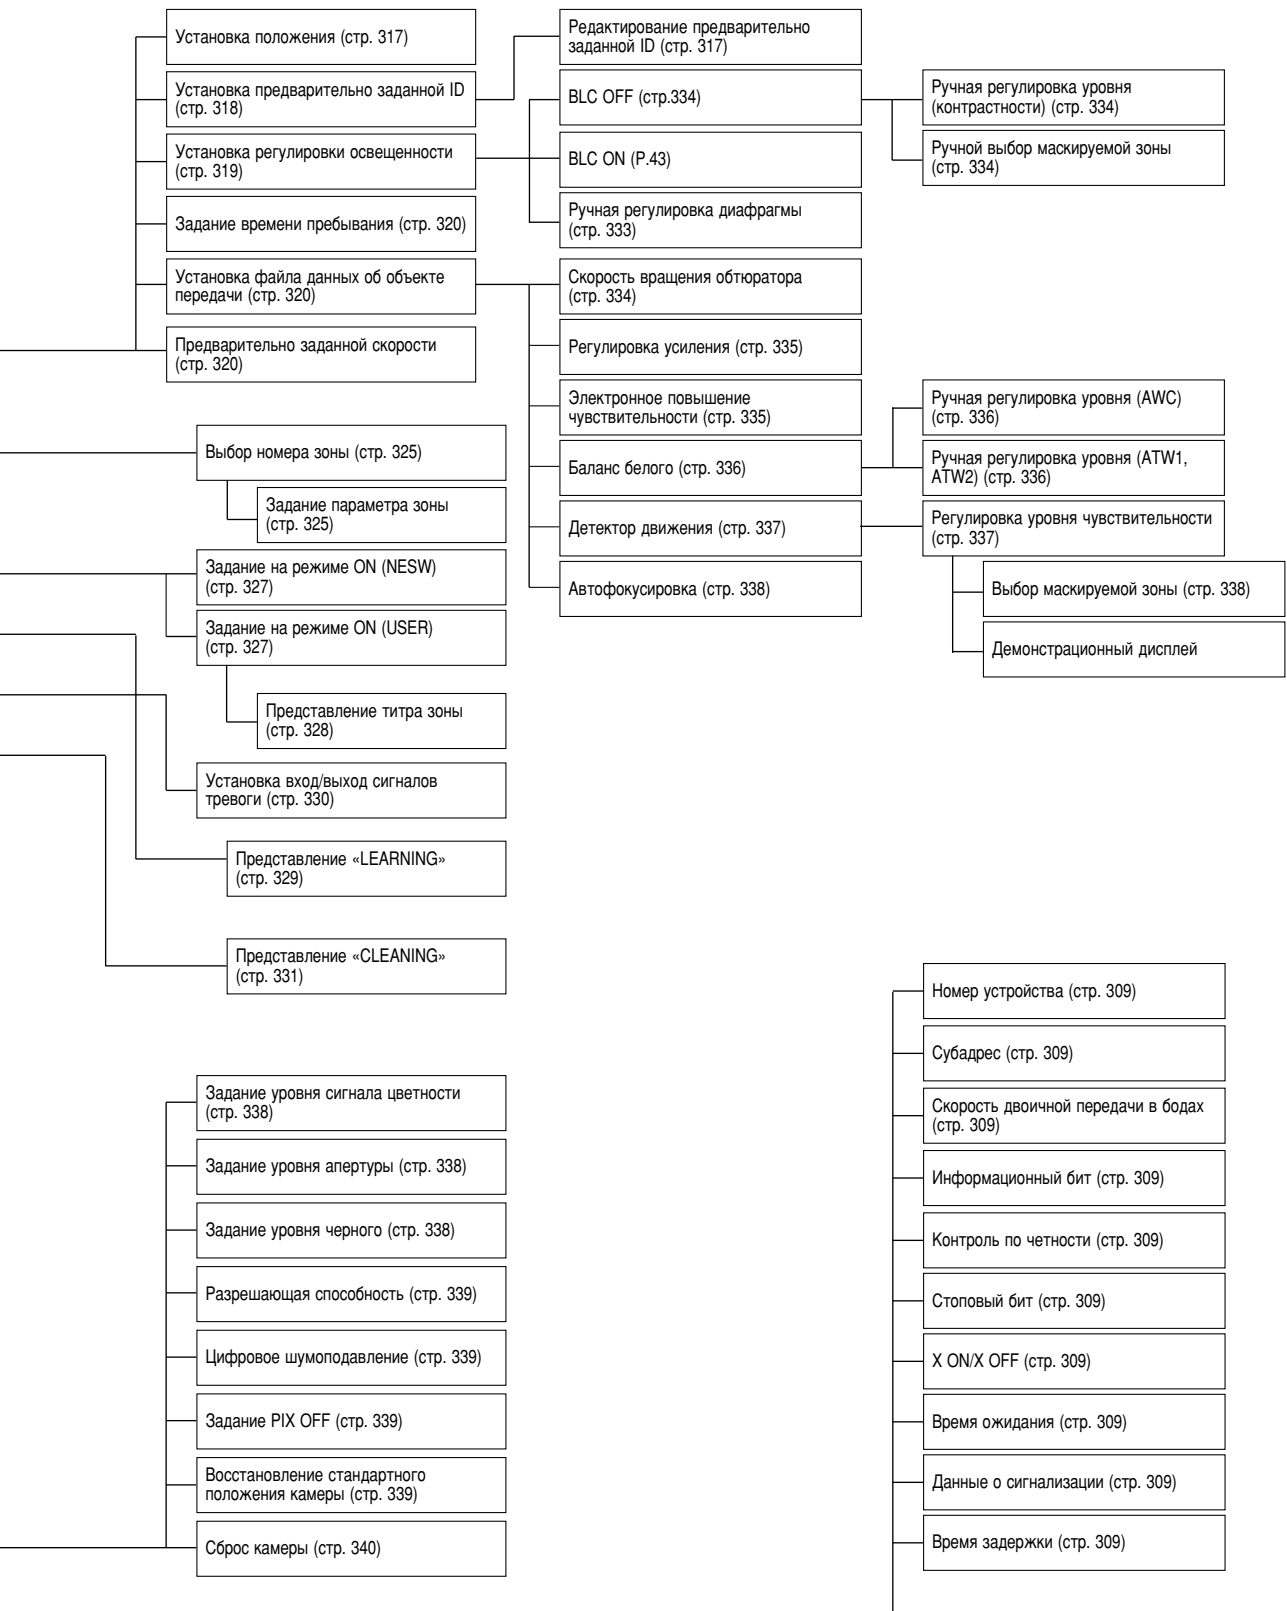 Установка положения (стр. 317)
Установка предварительно заданной ID
(стр. 318)
Установка регулировки освещенности
(стр. 319)
Задание времени пребывания (стр. 320)
Установка файла данных об объекте
передачи (стр. 320)
Предварительно заданной скорости
(стр. 320)
Редактирование предварительно
заданной ID (стр. 317)
BLC OFF (стр.334)
BLC ON (P.43)
Ручная регулировка диафрагмы
(стр. 333)
Ручная регулировка уровня
(контрастности) (стр. 334)
Ручной выбор маскируемой зоны
(стр. 334)
Скорость вращения обтюратора
(стр. 334)
Регулировка усиления (стр. 335)
Электронное повышение
чувствительности (стр. 335)
Баланс белого (стр. 336)
Детектор движения (стр. 337)
Автофокусировка (стр. 338)
Ручная регулировка уровня (AWC)
(стр. 336)
Ручная регулировка уровня (ATW1,
ATW2) (стр. 336)
Регулировка уровня чувствительности
(стр. 337)
Выбор маскируемой зоны (стр. 338)
Демонстрационный дисплей
Выбор номера зоны (стр. 325)
Задание параметра зоны
(стр. 325)
Задание на режиме ON (NESW)
(стр. 327)
Задание на режиме ON (USER)
(стр. 327)
Представление титра зоны
(стр. 328)
Установка вход/выход сигналов
тревоги (стр. 330)
Представление «LEARNING»
(стр. 329)
Представление «CLEANING»
(стр. 331)
Задание уровня сигнала цветности
(стр. 338)
Задание уровня апертуры (стр. 338)
Задание уровня черного (стр. 338)
Разрешающая способность (стр. 339)
Цифровое шумоподавление (стр. 339)
Задание PIX OFF (стр. 339)
Восстановление стандартного
положения камеры (стр. 339)
Сброс камеры (стр. 340)
Номер устройства (стр. 309)
Субадрес (стр. 309)
Скорость двоичной передачи в бодах
(стр. 309)
Информационный бит (стр. 309)
Контроль по четности (стр. 309)
Стоповый бит (стр. 309)
X ON/X OFF (стр. 309)
Время ожидания (стр. 309)
Данные о сигнализации (стр. 309)
Время задержки (стр. 309)